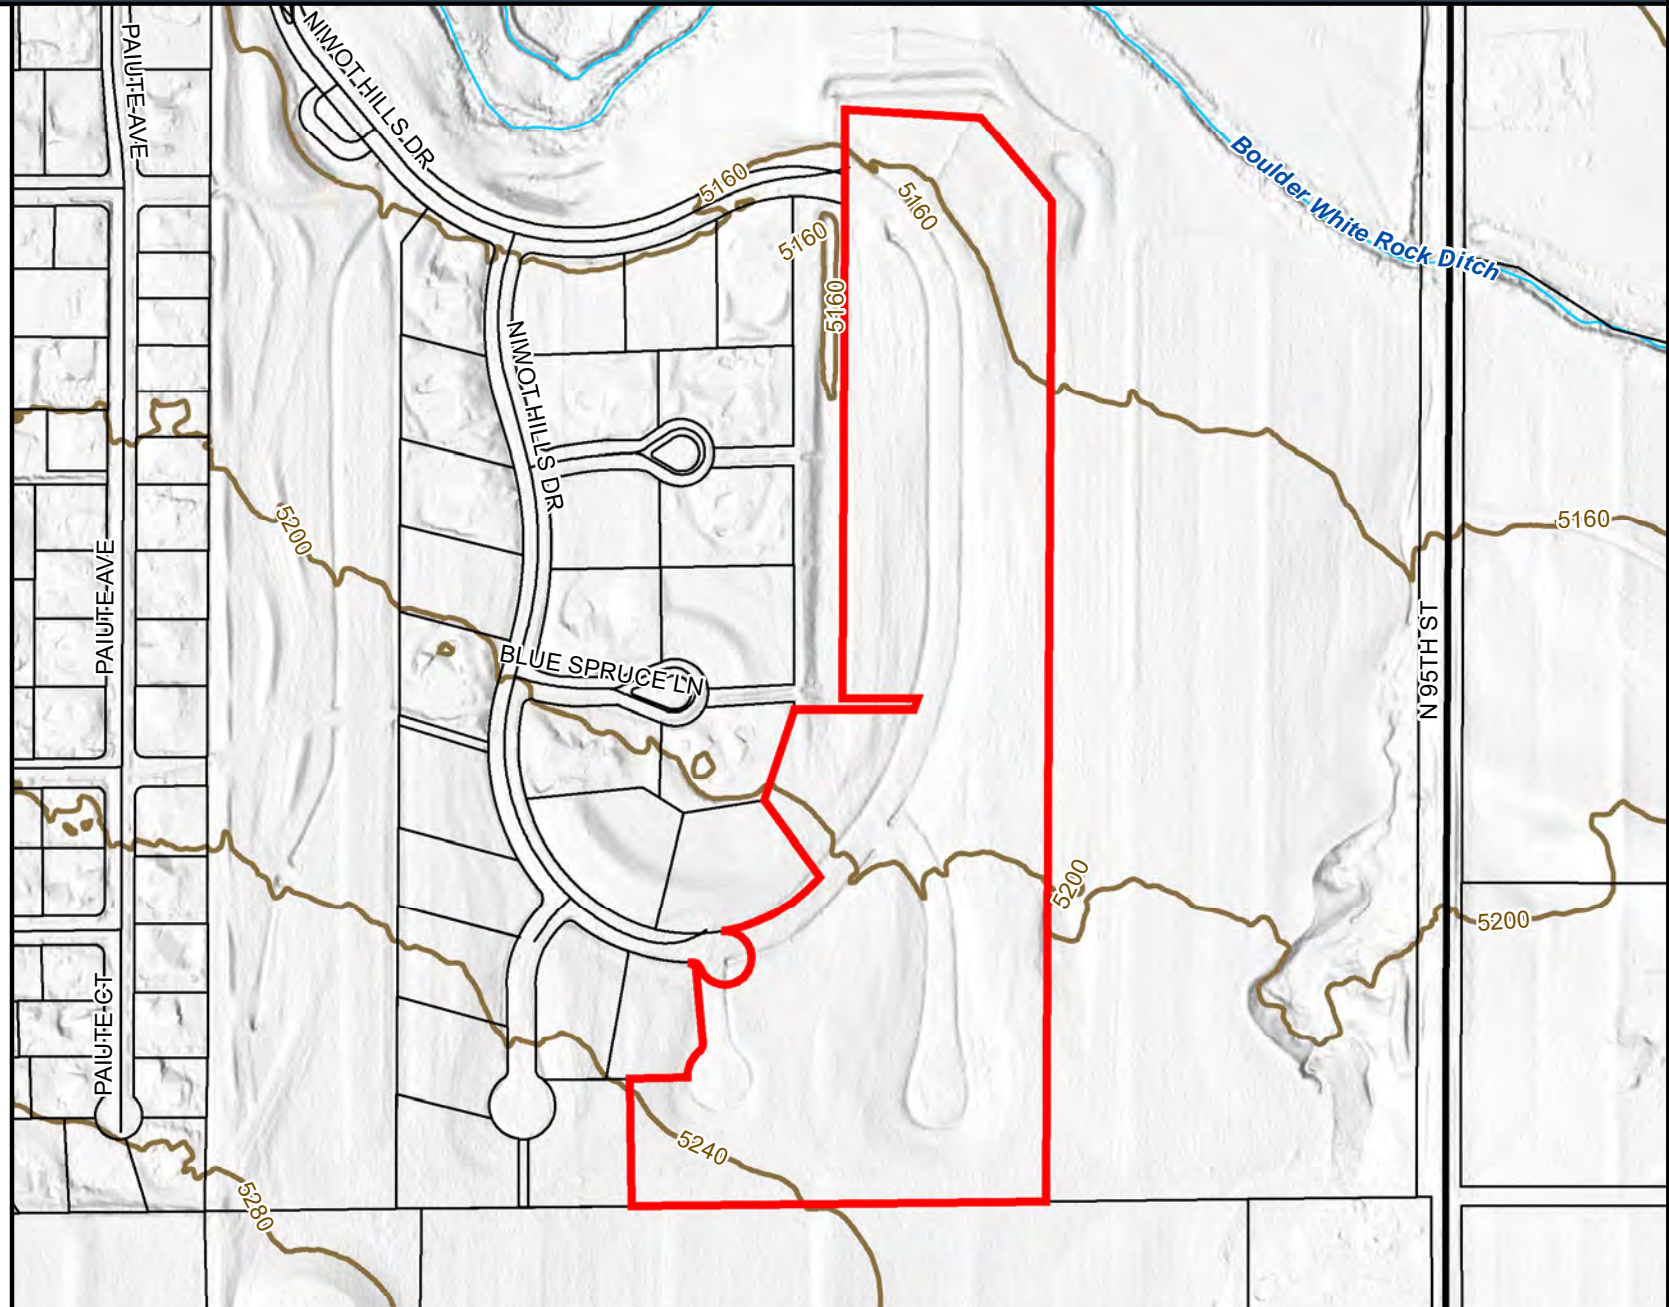 PAIUTE AVE
NIWOT HILLS DR
Boulder White Rock Ditch
5160
5160
5160
5160
NIWOT HILLS DR
5200
5160
PAIUTE AVE
BLUE SPRUCE LN
N 95TH ST
5200
5200
PAIUTE CT
5240
5280